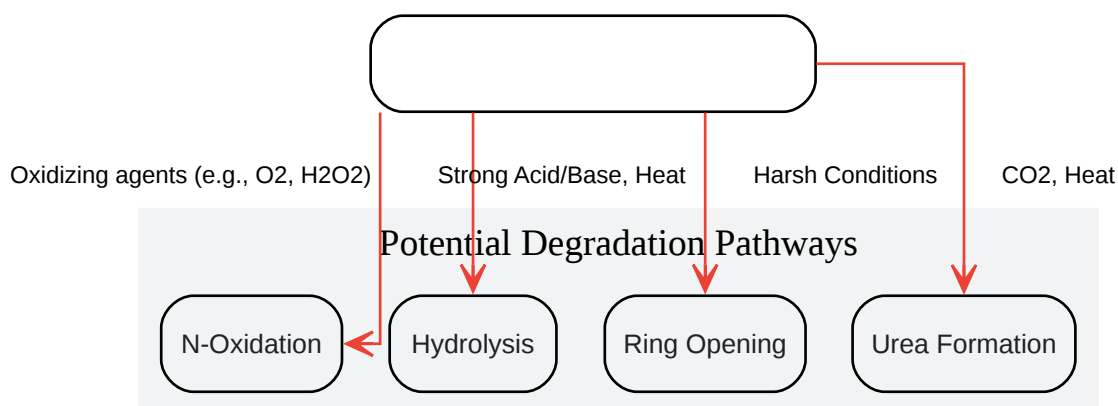 Oxidizing agents (e.g., O2, H2O2)
Strong Acid/Base, Heat
Harsh Conditions
CO2, Heat
Potential Degradation Pathways
N-Oxidation
Hydrolysis
Ring Opening
Urea Formation